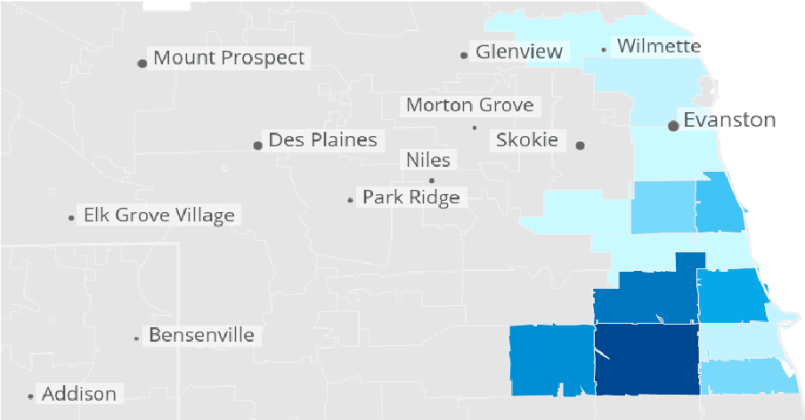 Wilmette
Glenview
Mount Prospect
Morton Grove
Evanston
Des Plaines
Skokie
Niles
Park Ridge
Elk Grove Village
Bensenville
Addison